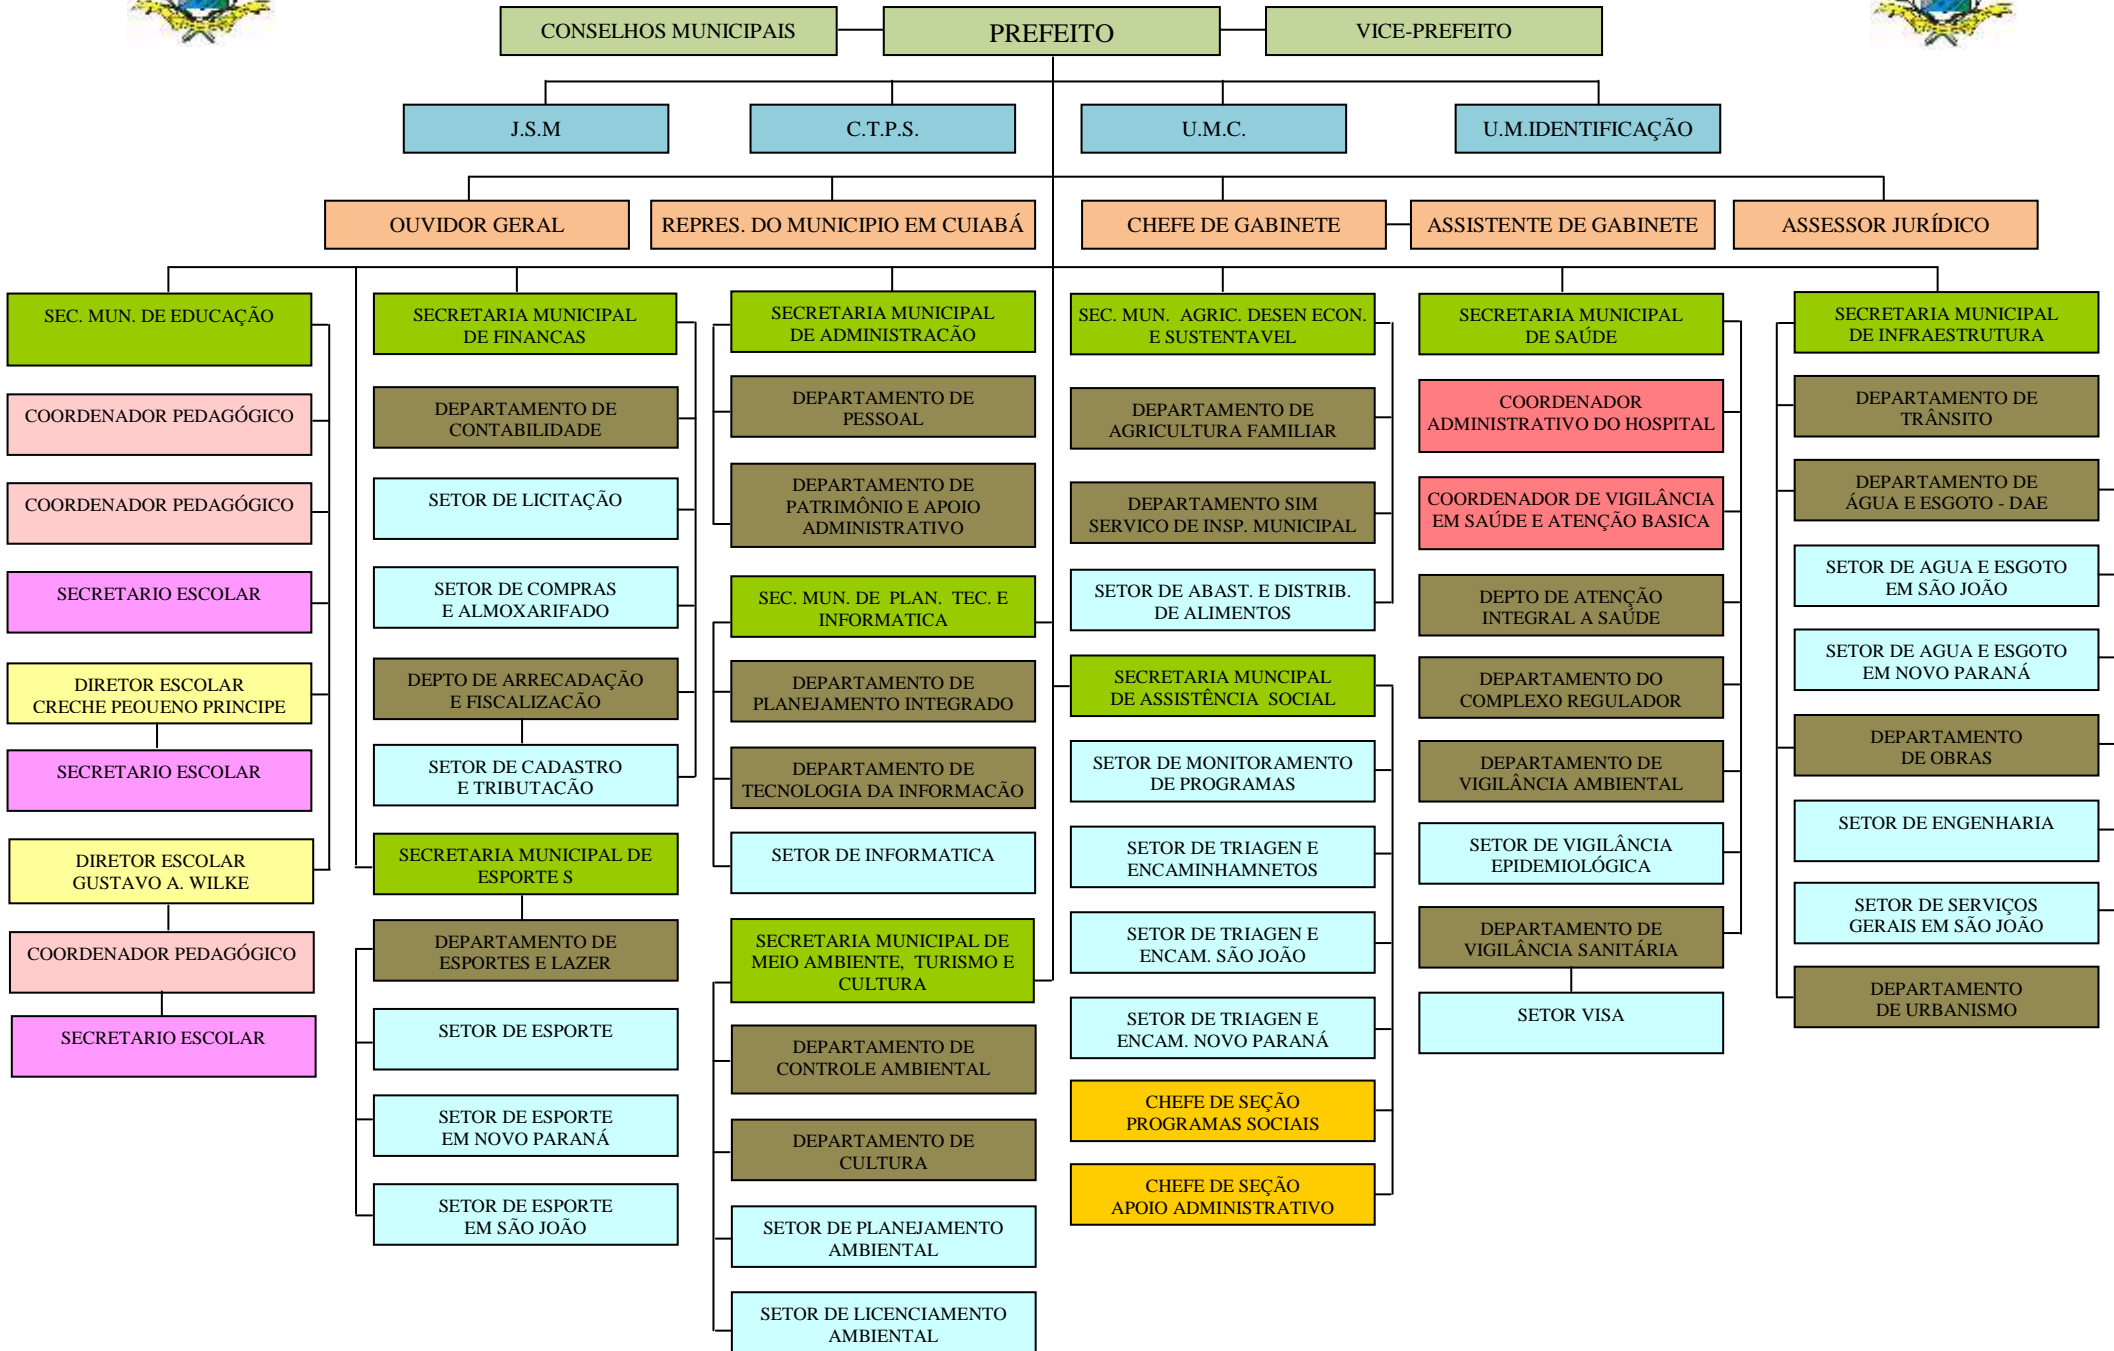 CONSELHOS MUNICIPAIS
PREFEITO
VICE-PREFEITO
J.S.M
C.T.P.S.
U.M.C.
U.M.IDENTIFICAÇÃO
OUVIDOR GERAL
REPRES. DO MUNICIPIO EM CUIABÁ
CHEFE DE GABINETE
ASSISTENTE DE GABINETE
ASSESSOR JURÍDICO
SEC. MUN. DE EDUCAÇÃO
COORDENADOR PEDAGÓGICO
COORDENADOR PEDAGÓGICO
SECRETARIO ESCOLAR
DIRETOR ESCOLAR
CRECHE PEQUENO PRINCIPE
SECRETARIO ESCOLAR
DIRETOR ESCOLAR
GUSTAVO A. WILKE
COORDENADOR PEDAGÓGICO
SECRETARIO ESCOLAR
SECRETARIA MUNICIPAL
DE FINANCAS
DEPARTAMENTO DE
CONTABILIDADE
SETOR DE LICITAÇÃO
SETOR DE COMPRAS
E ALMOXARIFADO
DEPTO DE ARRECADAÇÃO
E FISCALIZACÃO
SETOR DE CADASTRO
E TRIBUTACÃO
SECRETARIA MUNICIPAL DE
ESPORTE S
DEPARTAMENTO DE
ESPORTES E LAZER
SETOR DE ESPORTE
SETOR DE ESPORTE
EM NOVO PARANÁ
SETOR DE ESPORTE
EM SÃO JOÃO
SECRETARIA MUNICIPAL
DE ADMINISTRACÃO
DEPARTAMENTO DE
PESSOAL
DEPARTAMENTO DE
PATRIMÔNIO E APOIO
ADMINISTRATIVO
SEC. MUN. DE PLAN. TEC. E
INFORMATICA
DEPARTAMENTO DE
PLANEJAMENTO INTEGRADO
DEPARTAMENTO DE
TECNOLOGIA DA INFORMACÃO
SETOR DE INFORMATICA
SECRETARIA MUNICIPAL DE
MEIO AMBIENTE, TURISMO E
CULTURA
DEPARTAMENTO DE
CONTROLE AMBIENTAL
DEPARTAMENTO DE
CULTURA
SETOR DE PLANEJAMENTO
AMBIENTAL
SETOR DE LICENCIAMENTO
AMBIENTAL
SEC. MUN. AGRIC. DESEN ECON.
E SUSTENTAVEL
DEPARTAMENTO DE
AGRICULTURA FAMILIAR
DEPARTAMENTO SIM
SERVICO DE INSP. MUNICIPAL
SETOR DE ABAST. E DISTRIB.
DE ALIMENTOS
SECRETARIA MUNCIPAL
DE ASSISTÊNCIA SOCIAL
SETOR DE MONITORAMENTO
DE PROGRAMAS
SETOR DE TRIAGEN E
ENCAMINHAMNETOS
SETOR DE TRIAGEN E
ENCAM. SÃO JOÃO
SETOR DE TRIAGEN E
ENCAM. NOVO PARANÁ
CHEFE DE SEÇÃO
PROGRAMAS SOCIAIS
CHEFE DE SEÇÃO
APOIO ADMINISTRATIVO
SECRETARIA MUNICIPAL
DE SAÚDE
COORDENADOR
ADMINISTRATIVO DO HOSPITAL
COORDENADOR DE VIGILÂNCIA
EM SAÚDE E ATENÇÃO BASICA
DEPTO DE ATENÇÃO
INTEGRAL A SAÚDE
DEPARTAMENTO DO
COMPLEXO REGULADOR
DEPARTAMENTO DE
VIGILÂNCIA AMBIENTAL
SETOR DE VIGILÂNCIA
EPIDEMIOLÓGICA
DEPARTAMENTO DE
VIGILÂNCIA SANITÁRIA
SETOR VISA
SECRETARIA MUNICIPAL
DE INFRAESTRUTURA
DEPARTAMENTO DE
TRÂNSITO
DEPARTAMENTO DE
ÁGUA E ESGOTO - DAE
SETOR DE AGUA E ESGOTO
EM SÃO JOÃO
SETOR DE AGUA E ESGOTO
EM NOVO PARANÁ
DEPARTAMENTO
DE OBRAS
SETOR DE ENGENHARIA
SETOR DE SERVIÇOS
GERAIS EM SÃO JOÃO
DEPARTAMENTO
DE URBANISMO